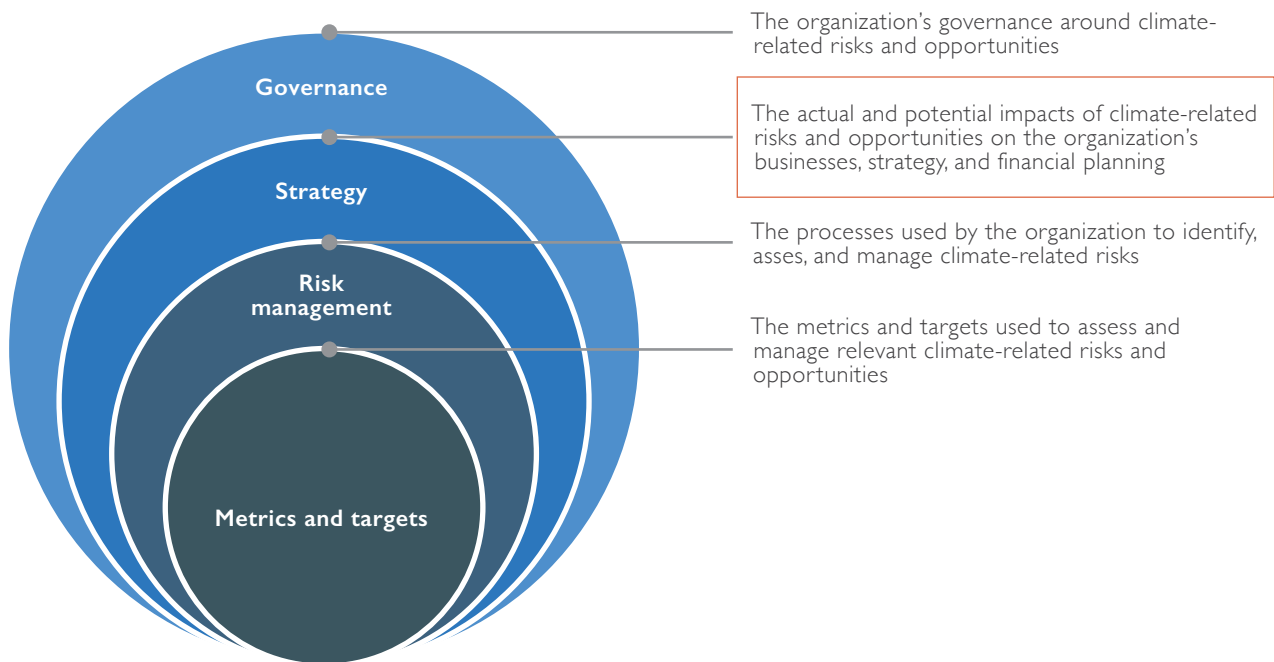 The organization’s governance around climate-
related risks and opportunities
Governance
The actual and potential impacts of climate-related
risks and opportunities on the organization’s
businesses, strategy, and financial planning
Strategy
The processes used by the organization to identify,
asses, and manage climate-related risks
Risk
management
The metrics and targets used to assess and
manage relevant climate-related risks and
opportunities
Metrics and targets